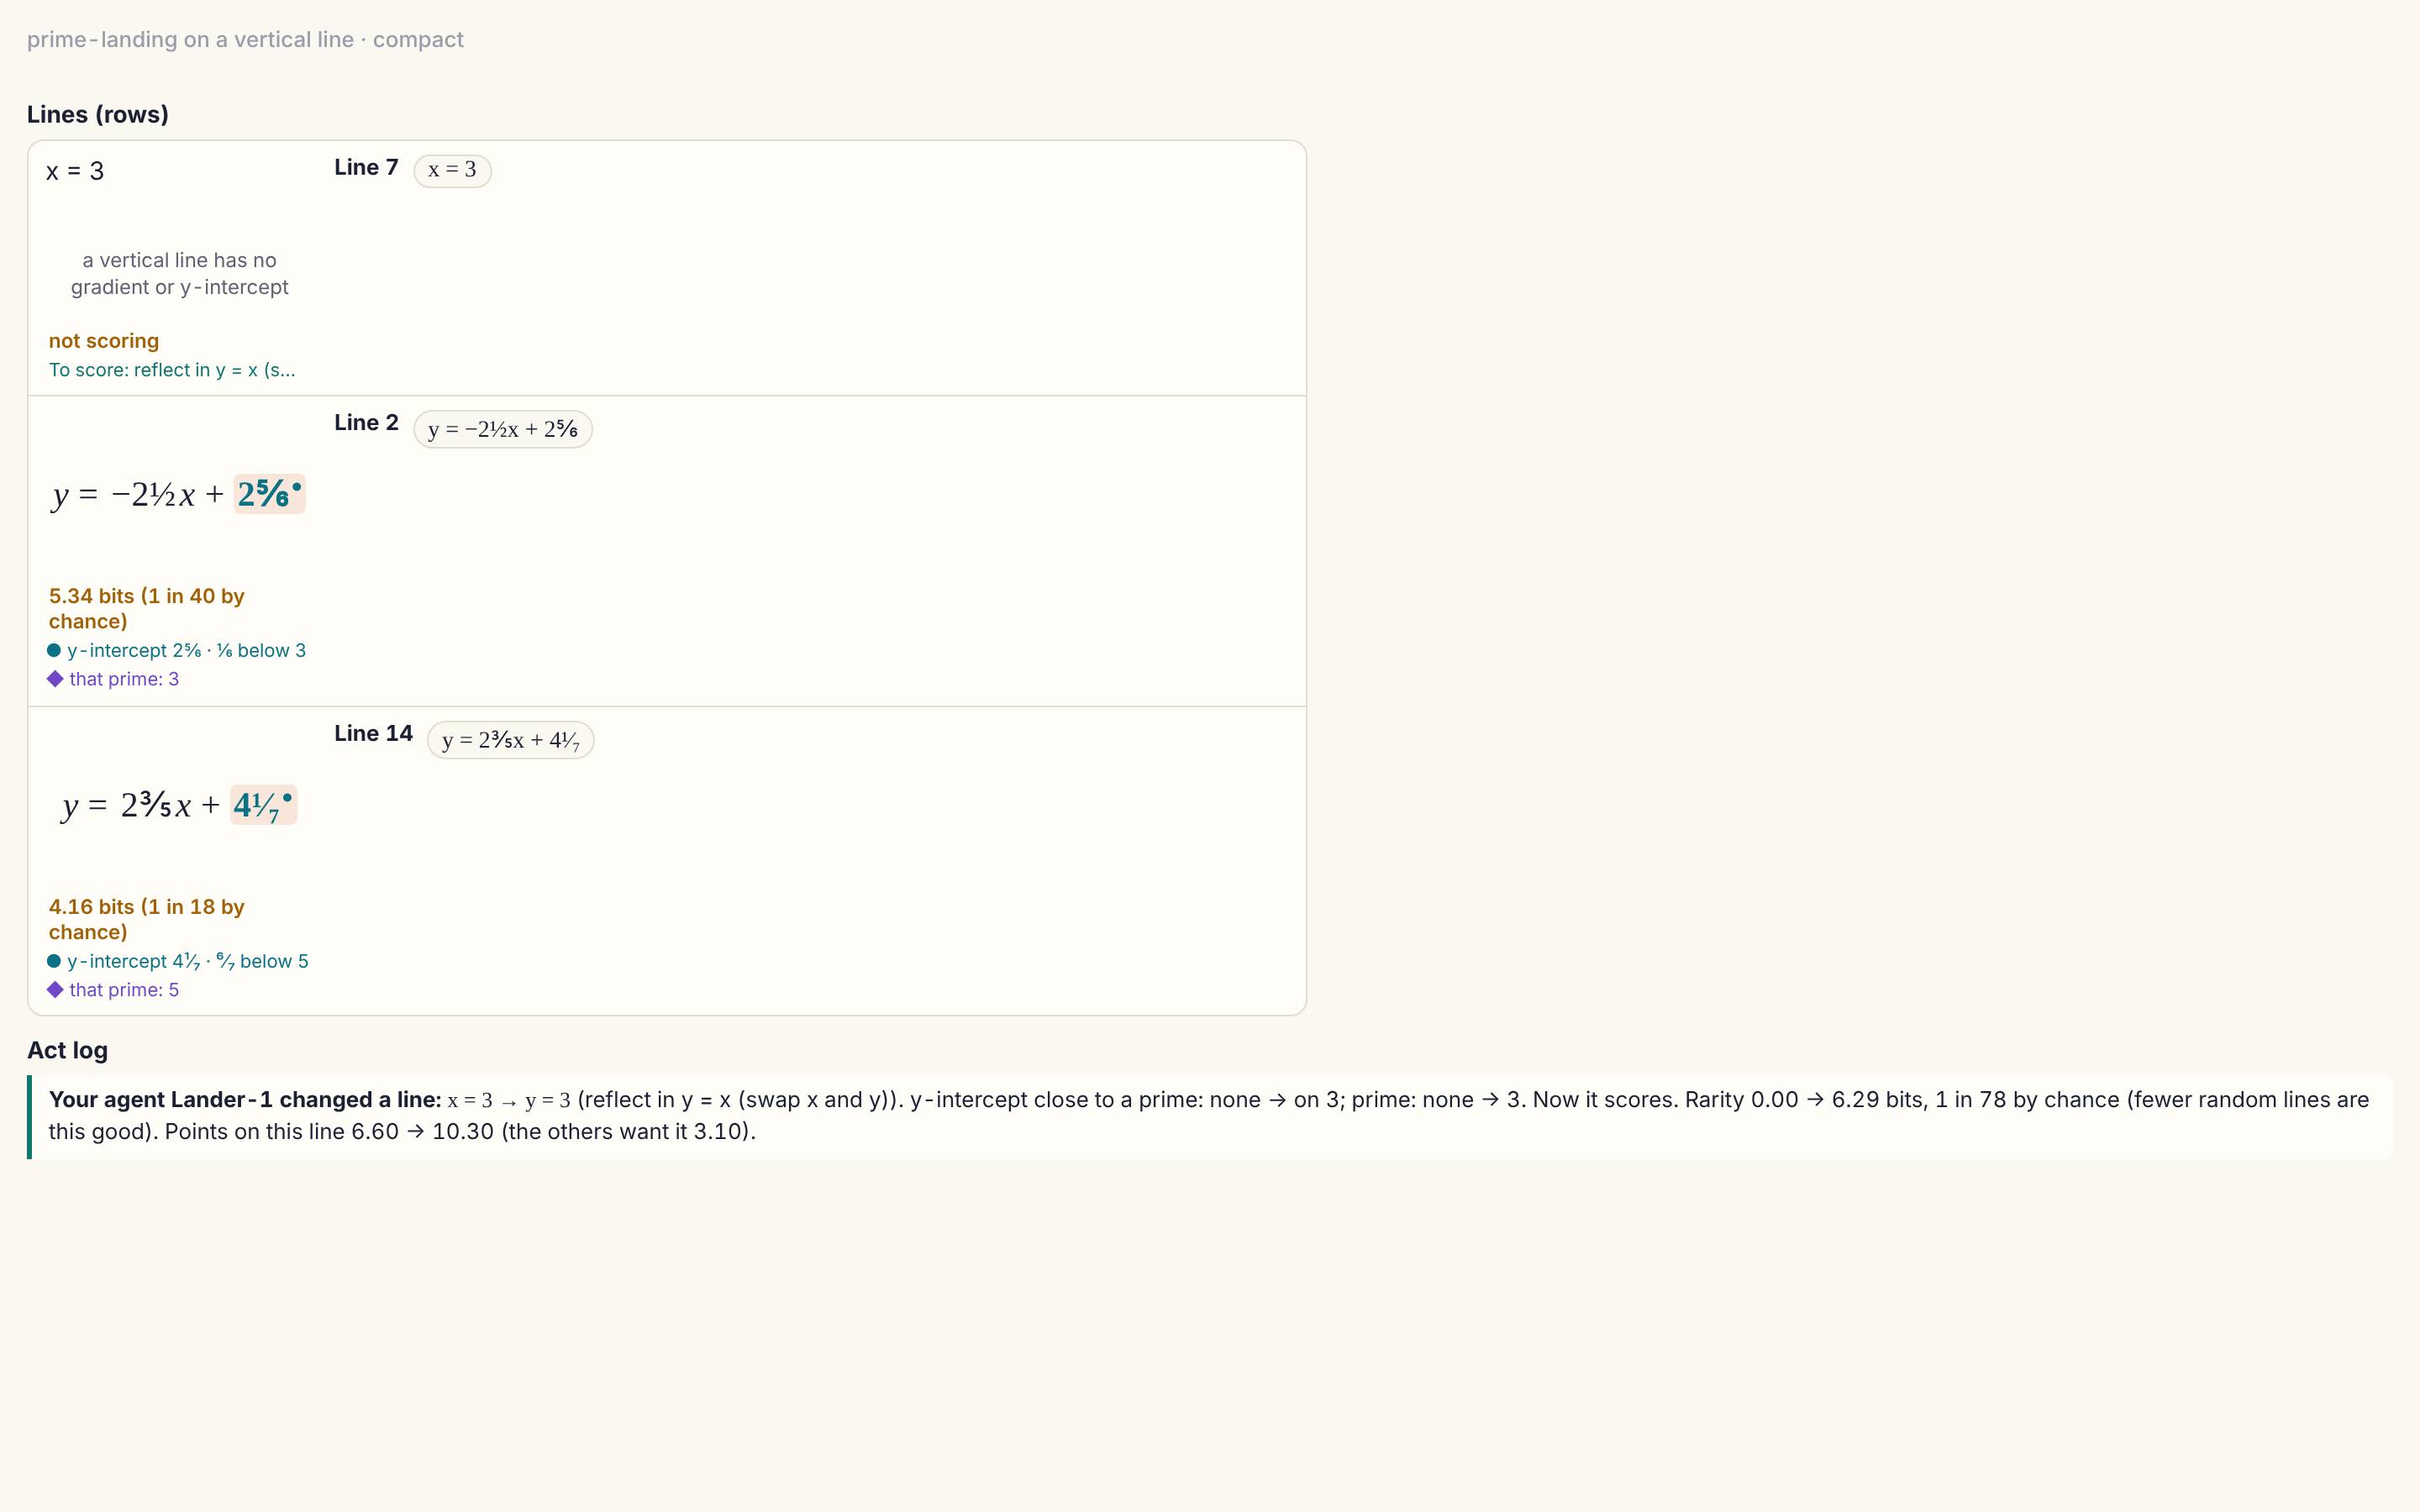 prime-landing on a vertical line · compact
Lines (rows)
x = 3
Line 7
x = 3
a vertical line has no
gradient or y-intercept
not scoring
To score: reflect in y = x (s…
Line 2
y = −2½x + 2⅚
y = −2½x + 2⅚•
5.34 bits (1 in 40 by
chance)
● y-intercept 2⅚ · ⅙ below 3
◆ that prime: 3
Line 14
y = 2⅗x + 4¹⁄₇
y = 2⅗x + 4¹⁄₇•
4.16 bits (1 in 18 by
chance)
● y-intercept 4¹⁄₇ · ⁶⁄₇ below 5
◆ that prime: 5
Act log
Your agent Lander-1 changed a line: x = 3 → y = 3 (reflect in y = x (swap x and y)). y-intercept close to a prime: none → on 3; prime: none → 3. Now it scores. Rarity 0.00 → 6.29 bits, 1 in 78 by chance (fewer random lines are
this good). Points on this line 6.60 → 10.30 (the others want it 3.10).